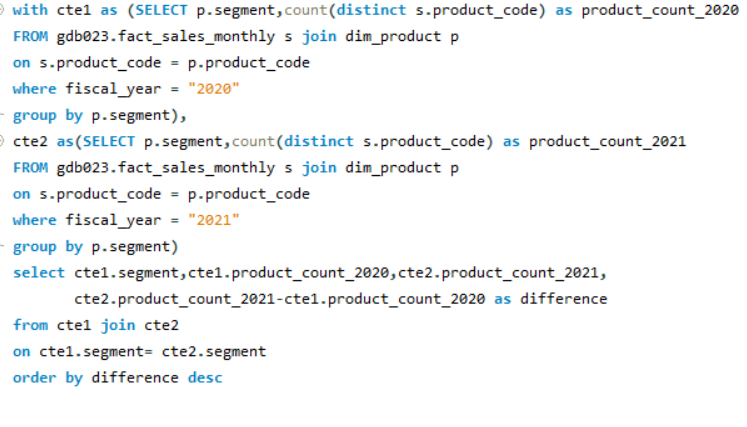 with cte1 as (SELECT p.segment,count(distinct s.product_code) as product_count_2020
FROM gdb023.fact_sales_monthly s join dim_product p
on s.product_code = p.product_code
where fiscal_year = "2020"
group by p.segment),
cte2 as(SELECT p.segment,count(distinct s.product_code) as product_count_2021
FROM gdb023.fact_sales_monthly s join dim_product p
on s.product_code = p.product_code
where fiscal_year = "2021"
group by p.segment)
select cte1.segment,cte1.product_count_2020,cte2.product_count_2021,
cte2.product_count_2021-cte1.product_count_2020 as difference
from cte1 join cte2
on cte1.segment= cte2.segment
order by difference desc